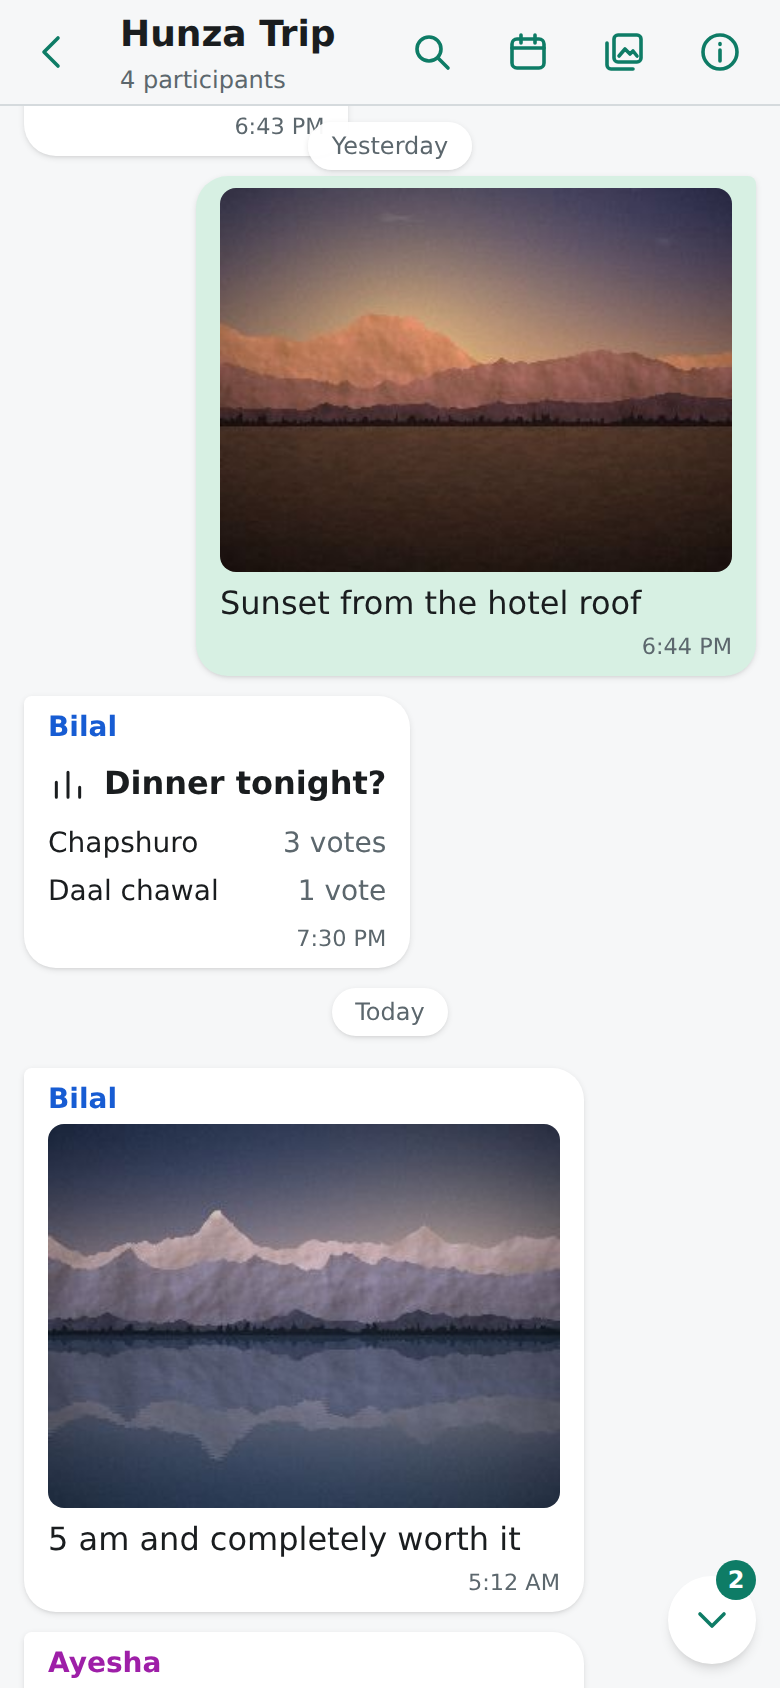 Hunza Trip
4 participants
6:43 PM
Yesterday
Sunset from the hotel roof
6:44 PM
Bilal
Dinner tonight?
Chapshuro 3 votes
Daal chawal 1 vote
7:30 PM
Today
Bilal
5 am and completely worth it
5:12 AM
2
Ayesha